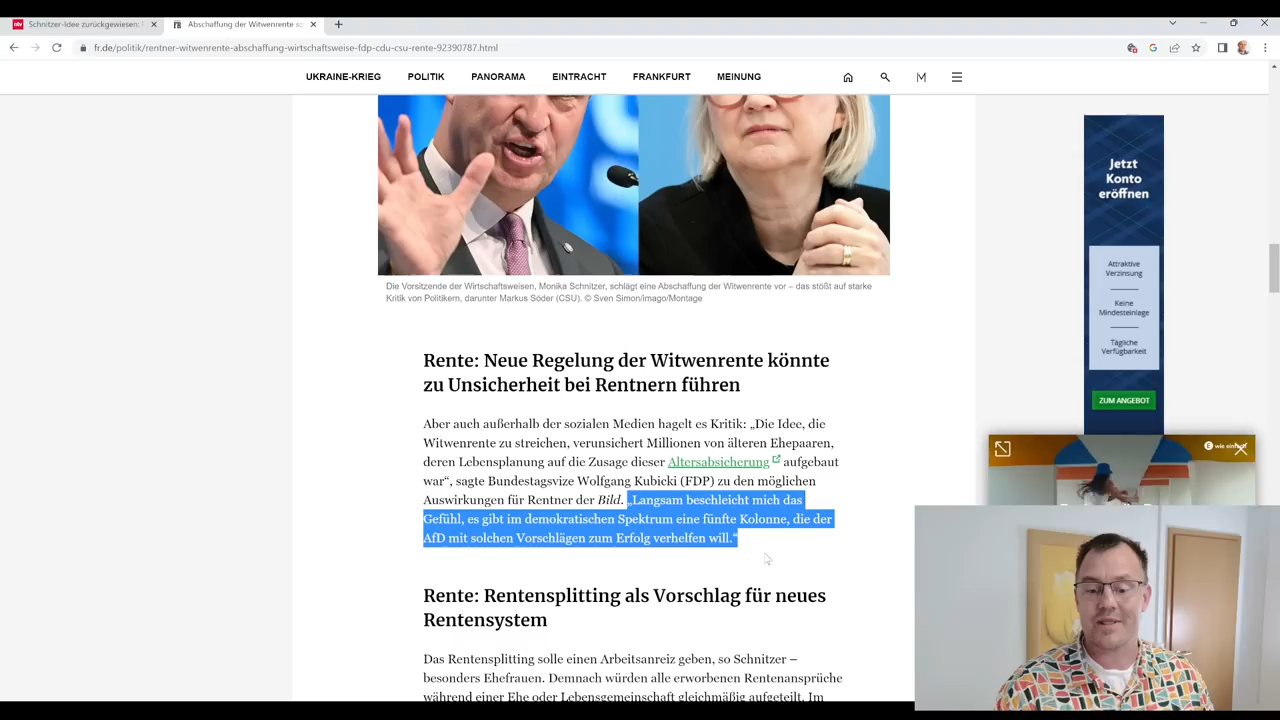 Schnitzer-Idee zurückgewiesen:
Abschaffung der Witwenrente so
fr.de/politik/rentner-witwenrente-abschaffung-wirtschaftsweise-fdp-cdu-csu-rente-92390787.html
UKRAINE-KRIEG POLITIK PANORAMA EINTRACHT FRANKFURT MEINUNG
Die Vorsitzende der Wirtschaftsweisen, Monika Schnitzer, schlägt eine Abschaffung der Witwenrente vor – das stößt auf starke
Kritik von Politikern, darunter Markus Söder (CSU). © Sven Simon/imago/Montage
Rente: Neue Regelung der Witwenrente könnte
zu Unsicherheit bei Rentnern führen
Aber auch außerhalb der sozialen Medien hagelt es Kritik: „Die Idee, die
Witwenrente zu streichen, verunsichert Millionen von älteren Ehepaaren,
deren Lebensplanung auf die Zusage dieser Altersabsicherung aufgebaut
war“, sagte Bundestagsvize Wolfgang Kubicki (FDP) zu den möglichen
Auswirkungen für Rentner der Bild. „Langsam beschleicht mich das
Gefühl, es gibt im demokratischen Spektrum eine fünfte Kolonne, die der
AfD mit solchen Vorschlägen zum Erfolg verhelfen will.“
Rente: Rentensplitting als Vorschlag für neues
Rentensystem
Das Rentensplitting solle einen Arbeitsanreiz geben, so Schnitzer –
besonders Ehefrauen. Demnach würden alle erworbenen Rentenansprüche
während einer Ehe oder Lebensgemeinschaft gleichmäßig aufgeteilt. Im
Jetzt
Konto
eröffnen
Attraktive
Verzinsung
Keine
Mindesteinlage
Tägliche
Verfügbarkeit
ZUM ANGEBOT
wie einfach